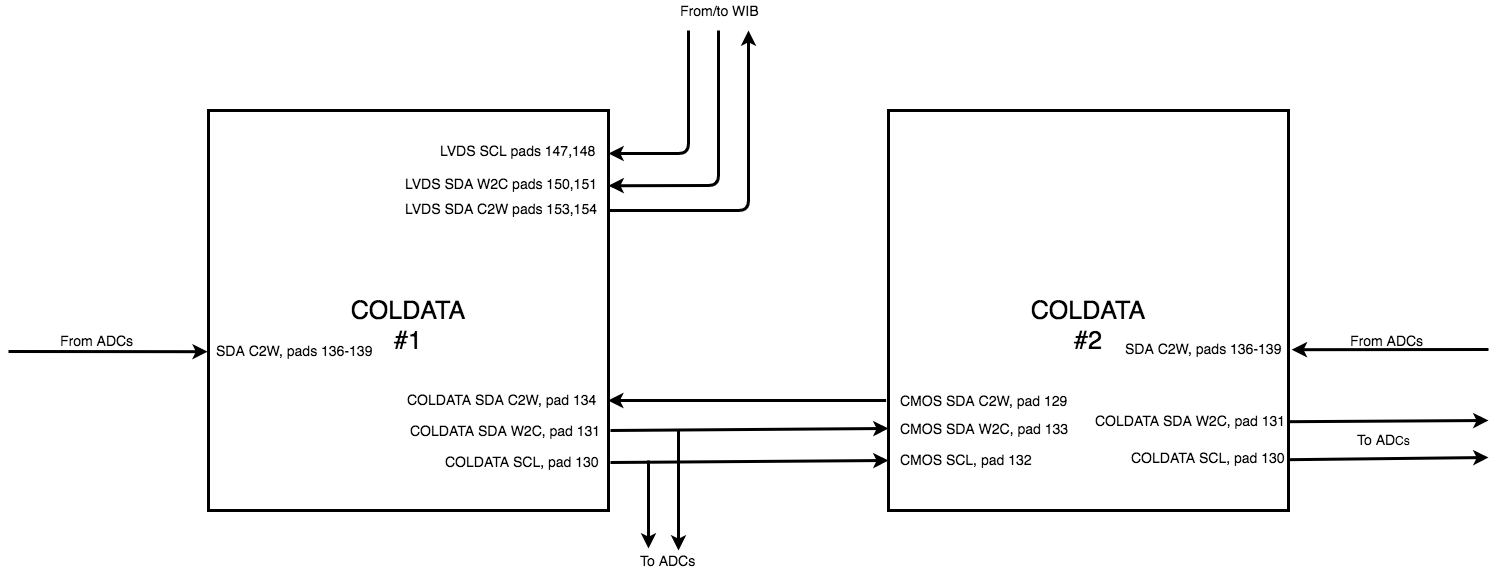 From/to WIB
LVDS SCL pads 147,148
LVDS SDA W2C pads 150,151
LVDS SDA C2W pads 153,154
COLDATA
#1
From ADCs
SDA C2W, pads 136-139
COLDATA SDA C2W, pad 134
COLDATA SDA W2C, pad 131
COLDATA SCL, pad 130
To ADCs
COLDATA
#2
SDA C2W, pads 136-139
From ADCs
CMOS SDA C2W, pad 129
CMOS SDA W2C, pad 133
CMOS SCL, pad 132
COLDATA SDA W2C, pad 131
To ADCs
COLDATA SCL, pad 130